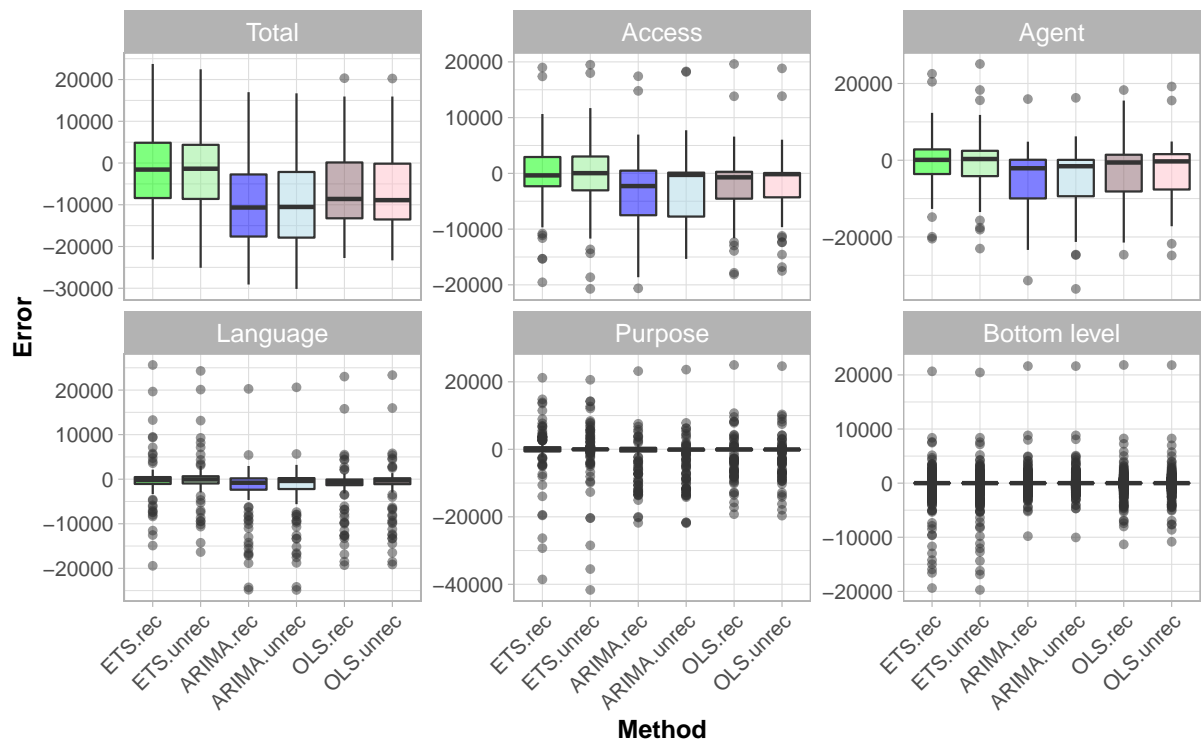 Total
Access
Agent
20000
10000
0
−10000
−20000
−30000
20000
10000
0
−10000
−20000
20000
0
−20000
Error
Language
Purpose
Bottom level
20000
10000
0
−10000
−20000
20000
0
−20000
−40000
20000
10000
0
−10000
−20000
ETS.rec
ETS.unrec
ARIMA.rec
ARIMA.unrec
OLS.rec
OLS.unrec
ETS.rec
ETS.unrec
ARIMA.rec
ARIMA.unrec
OLS.rec
OLS.unrec
ETS.rec
ETS.unrec
ARIMA.rec
ARIMA.unrec
OLS.rec
OLS.unrec
Method